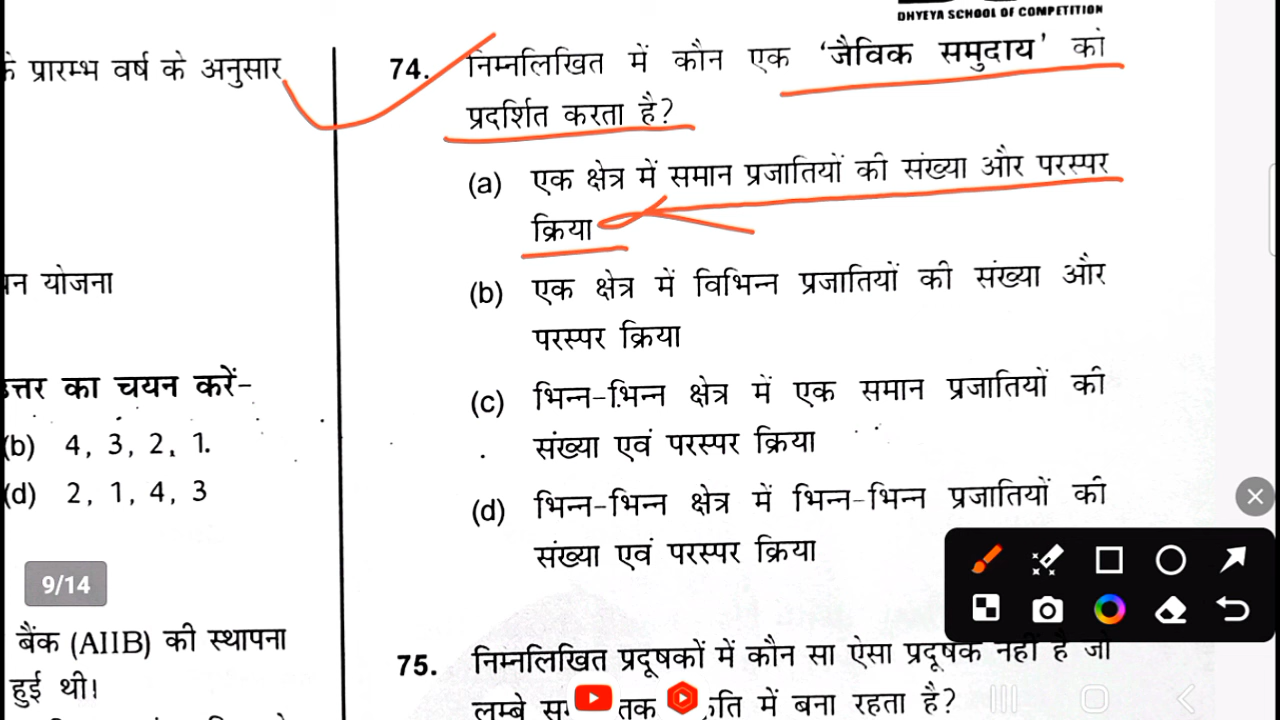 DHYEYA SCHOOL OF COMPETITION
के प्रारम्भ वर्ष के अनुसार
योजना
उत्तर का चयन करें-
(b) 4, 3, 2, 1.
(d) 2, 1, 4, 3
9/14
बैंक (AIIB) की स्थापना
हुई थी।
74. निम्नलिखित में कौन एक 'जैविक समुदाय' को
प्रदर्शित करता है?
(a) एक क्षेत्र में समान प्रजातियों की संख्या और परस्पर
क्रिया
(b) एक क्षेत्र में विभिन्न प्रजातियों की संख्या और
परस्पर क्रिया
(c) भिन्न-भिन्न क्षेत्र में एक समान प्रजातियों की
संख्या एवं परस्पर क्रिया
(d) भिन्न-भिन्न क्षेत्र में भिन्न-भिन्न प्रजातियों की
संख्या एवं परस्पर क्रिया
75. निम्नलिखित प्रदूषकों में कौन सा ऐसा प्रदूषक नहीं है जो
लम्बे तक में बना रहता है?